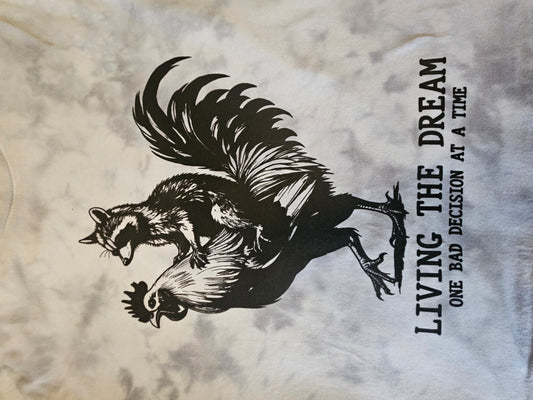 LIVING THE DREAM
ONE BAD DECISION AT A TIME